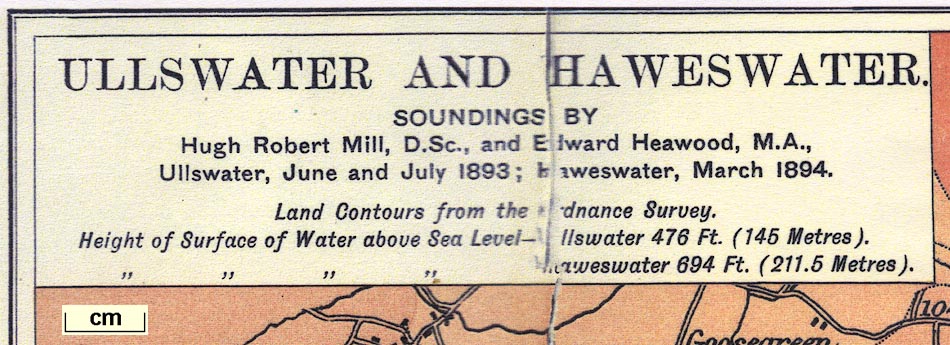 ULLSWATER AND HAWESWATER.
SOUNDINGS BY
Hugh Robert Mill, D.Sc., and Edward Heawood, M.A.,
Ullswater, June and July 1893; Haweswater, March 1894.
Land Contours from the Ordnance Survey.
Height of Surface of Water above Sea Level—Ullswater 476 Ft. (145 Metres).
„ „ „ „ Haweswater 694 Ft. (211.5 Metres).
cm
Goosegreen